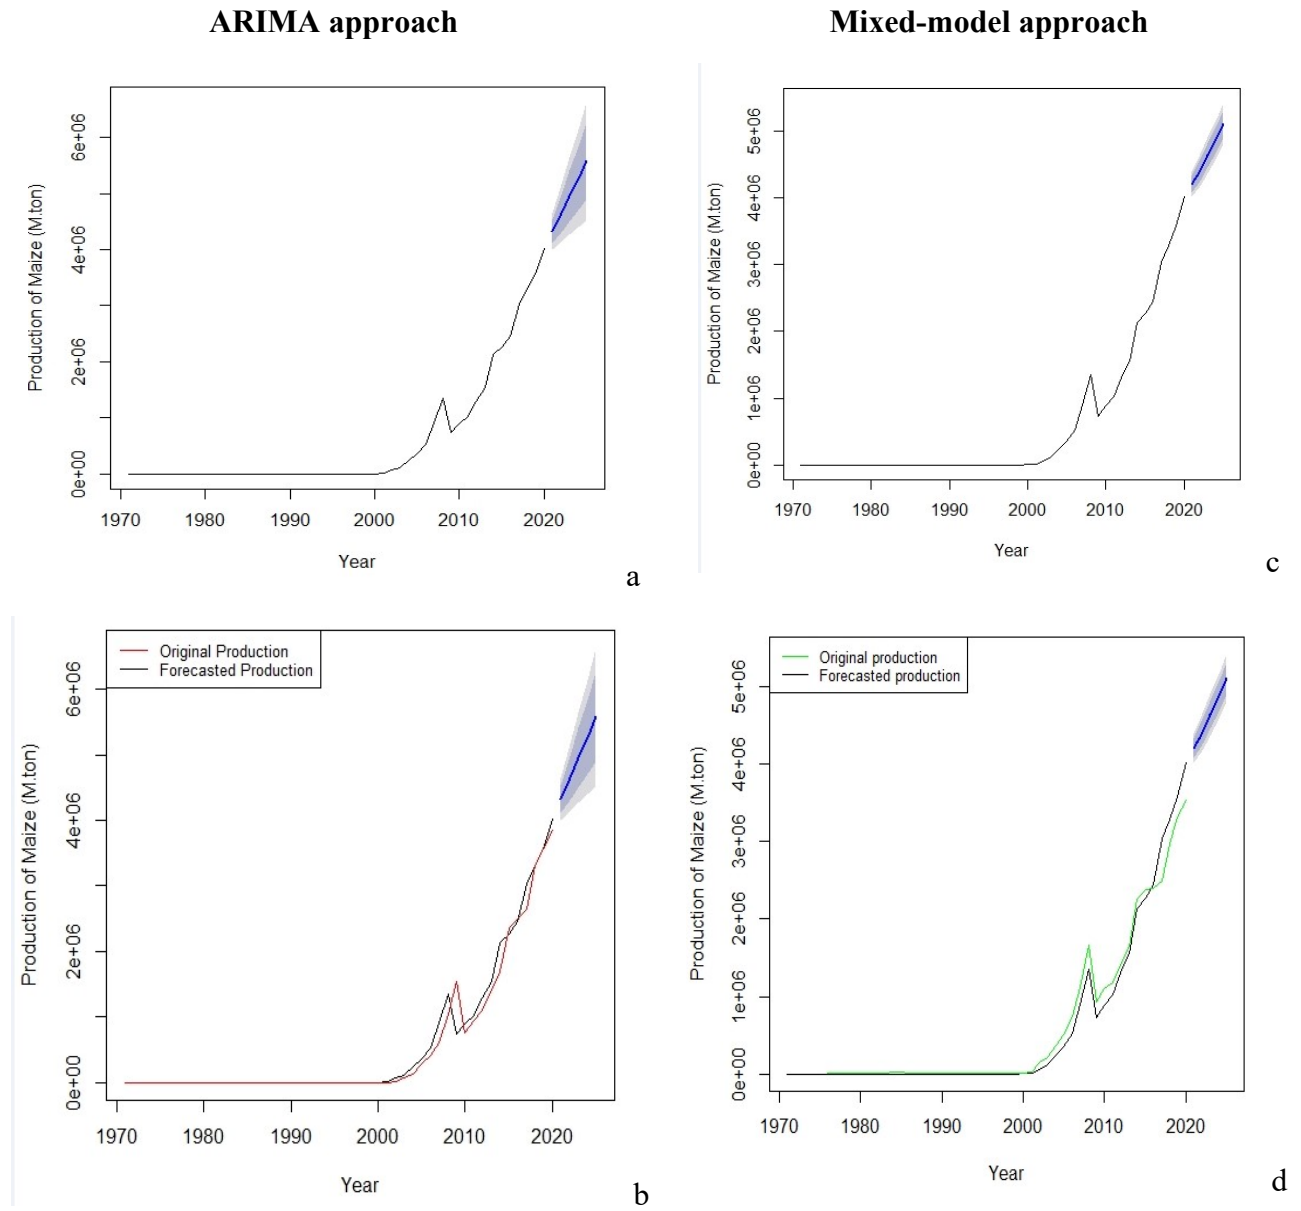 ARIMA approach
Mixed-model approach
Production of Maize (M.ton)
0e+00 2e+06 4e+06 6e+06
1970 1980 1990 2000 2010 2020
Year
a
Production of Maize (M.ton)
0e+00 1e+06 2e+06 3e+06 4e+06 5e+06
1970 1980 1990 2000 2010 2020
Year
c
Original Production
Forecasted Production
Production of Maize (M.ton)
0e+00 2e+06 4e+06 6e+06
1970 1980 1990 2000 2010 2020
Year
b
Original production
Forecasted production
Production of Maize (M.ton)
0e+00 1e+06 2e+06 3e+06 4e+06 5e+06
1970 1980 1990 2000 2010 2020
Year
d